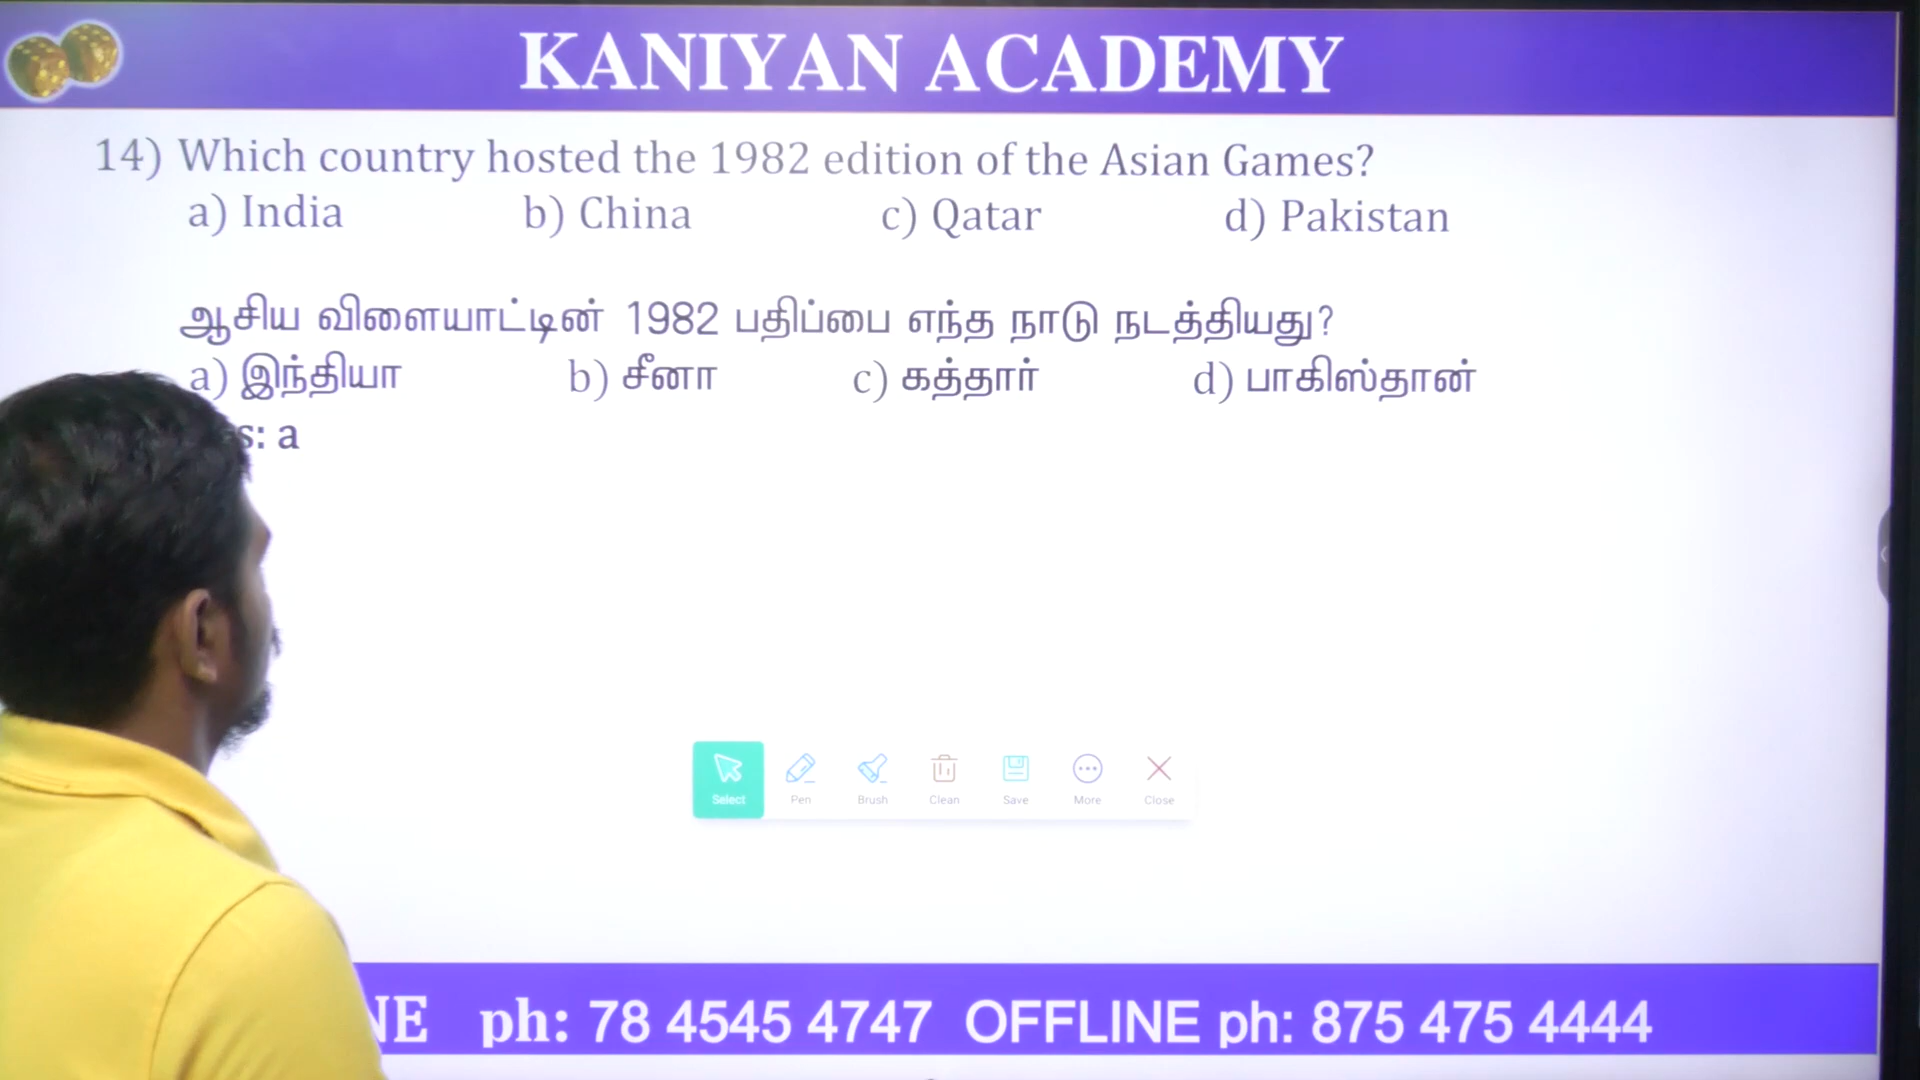 KANIYAN ACADEMY
14) Which country hosted the 1982 edition of the Asian Games?
a) India b) China c) Qatar d) Pakistan
ஆசிய விளையாட்டின் 1982 பதிப்பை எந்த நாடு நடத்தியது?
a) இந்தியா b) சீனா c) கத்தார் d) பாகிஸ்தான்
s: a
Select Pen Brush Clean Save More Close
NE ph: 78 4545 4747 OFFLINE ph: 875 475 4444